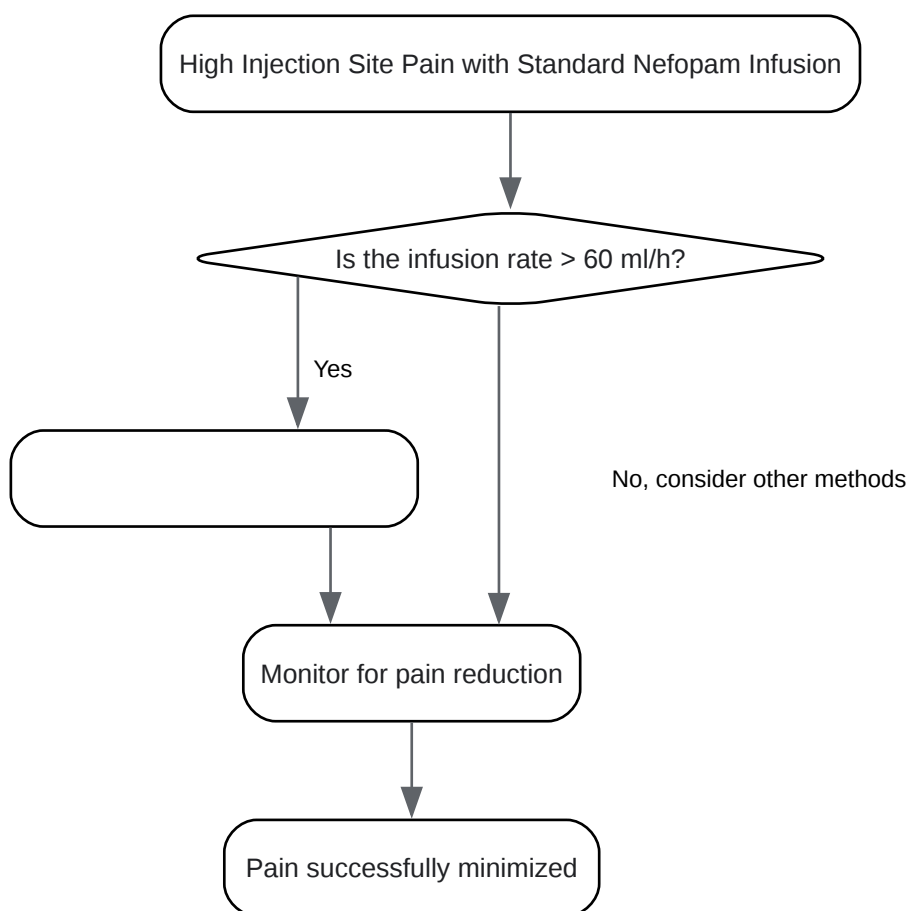 High Injection Site Pain with Standard Nefopam Infusion
Is the infusion rate > 60 ml/h?
Yes
No, consider other methods
Monitor for pain reduction
Pain successfully minimized